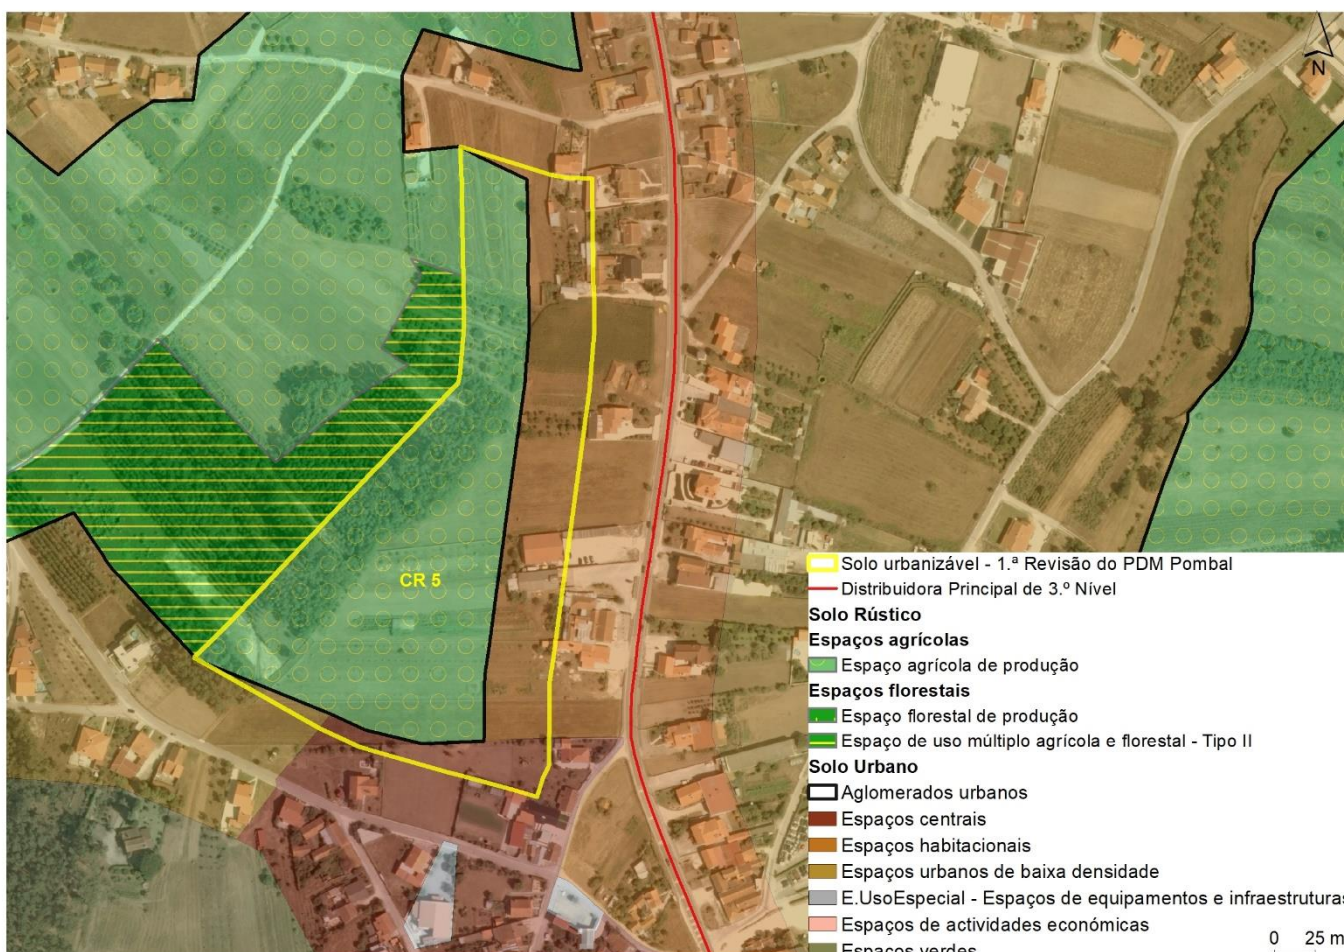 N
CR 5
Solo urbanizável - 1.ª Revisão do PDM Pombal
Distribuidora Principal de 3.º Nível
Solo Rústico
Espaços agrícolas
Espaço agrícola de produção
Espaços florestais
Espaço florestal de produção
Espaço de uso múltiplo agrícola e florestal - Tipo II
Solo Urbano
Aglomerados urbanos
Espaços centrais
Espaços habitacionais
Espaços urbanos de baixa densidade
E.UsoEspecial - Espaços de equipamentos e infraestruturas
Espaços de actividades económicas
0 25 m
Espaços verdes